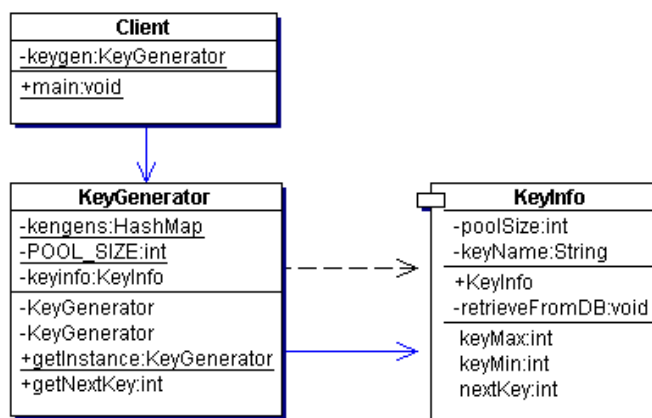 Client
-keygen:KeyGenerator
+main:void
KeyGenerator
-kengens:HashMap
-POOL_SIZE:int
-keyinfo:KeyInfo
-KeyGenerator
-KeyGenerator
+getInstance:KeyGenerator
+getNextKey:int
KeyInfo
-poolSize:int
-keyName:String
+KeyInfo
-retrieveFromDB:void
keyMax:int
keyMin:int
nextKey:int